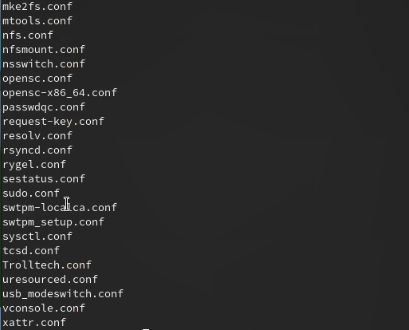 mke2fs.conf
mtools.conf
nfs.conf
nfsmount.conf
nsswitch.conf
opensc.conf
opensc-x86_64.conf
passwdqc.conf
request-key.conf
resolv.conf
rsyncd.conf
rygel.conf
sestatus.conf
sudo.conf
swtpm-localca.conf
swtpm_setup.conf
sysctl.conf
tcsd.conf
Trolltech.conf
uresourced.conf
usb_modeswitch.conf
vconsole.conf
xattr.conf